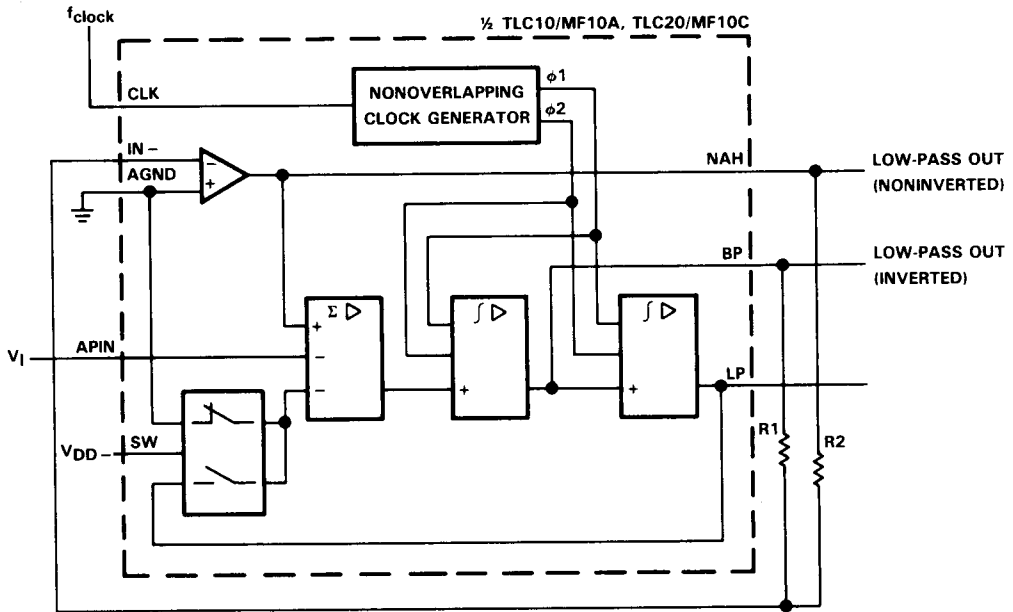 fclock
½ TLC10/MF10A, TLC20/MF10C
CLK
NONOVERLAPPING
CLOCK GENERATOR
ϕ1
ϕ2
IN −
AGND
−
+
NAH
LOW-PASS OUT
(NONINVERTED)
BP
LOW-PASS OUT
(INVERTED)
Σ ▷
∫ ▷
∫ ▷
+
VI
APIN
−
−
+
+
LP
VDD −
SW
R1
R2